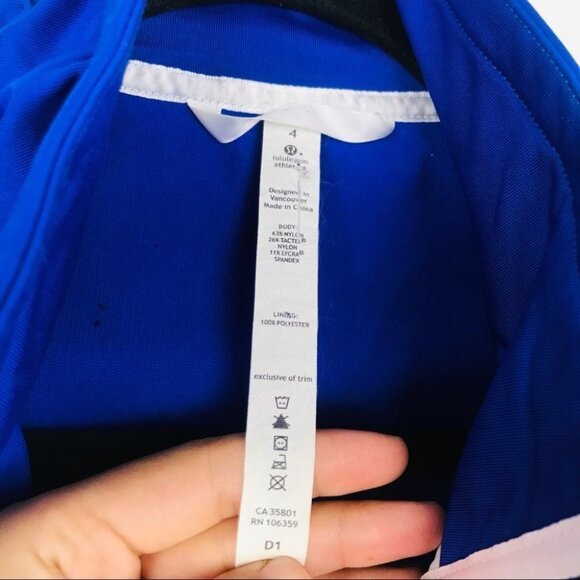 4
lululemon
athletica
Designed in
Vancouver
Made in China
BODY:
63% NYLON
26% TACTEL®
NYLON
11% LYCRA®
SPANDEX
LINING:
100% POLYESTER
exclusive of trim
CA 35801
RN 106359
D1